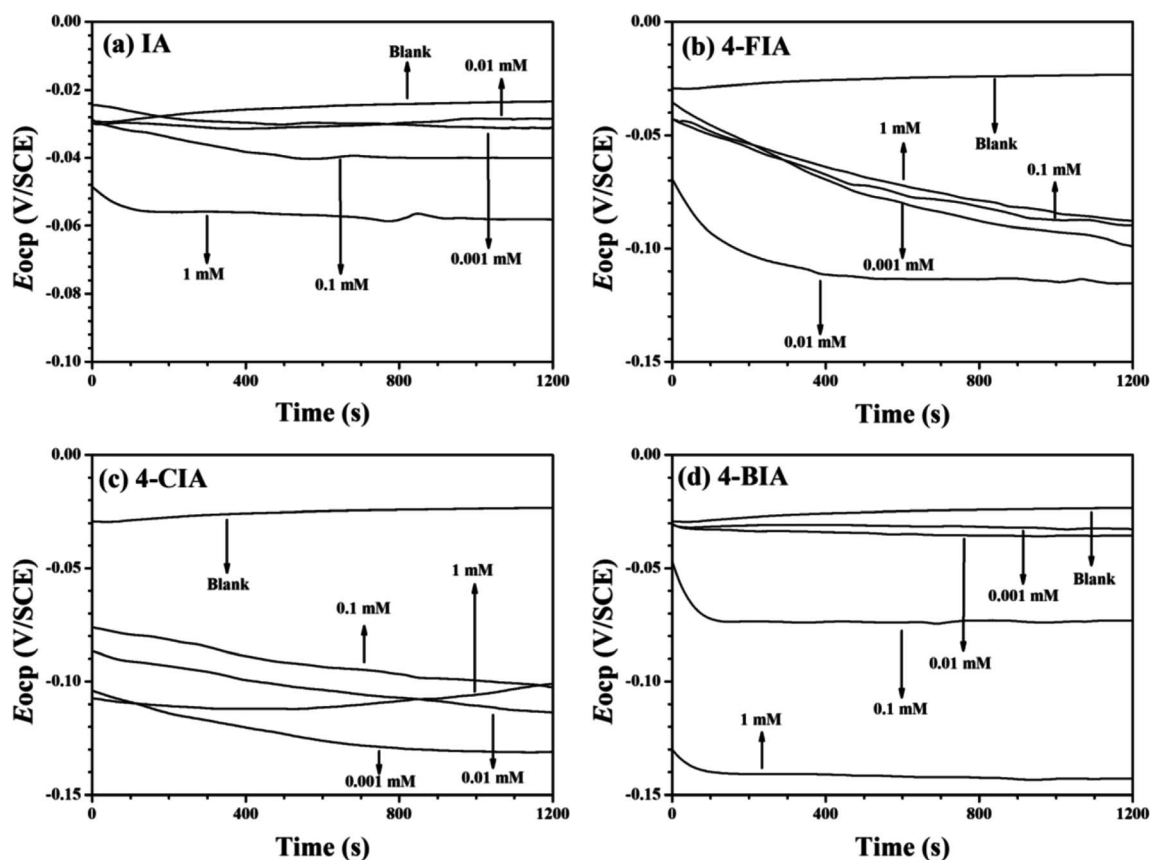 (a) IA
Blank
0.01 mM
0.001 mM
0.1 mM
1 mM
0.00
-0.02
-0.04
-0.06
-0.08
-0.10
Eocp (V/SCE)
0
400
800
1200
Time (s)
(b) 4-FIA
Blank
1 mM
0.1 mM
0.001 mM
0.01 mM
0.00
-0.05
-0.10
-0.15
Eocp (V/SCE)
0
400
800
1200
Time (s)
(c) 4-CIA
Blank
1 mM
0.1 mM
0.001 mM
0.01 mM
0.00
-0.05
-0.10
-0.15
Eocp (V/SCE)
0
400
800
1200
Time (s)
(d) 4-BIA
Blank
0.001 mM
0.01 mM
0.1 mM
1 mM
0.00
-0.05
-0.10
-0.15
Eocp (V/SCE)
0
400
800
1200
Time (s)